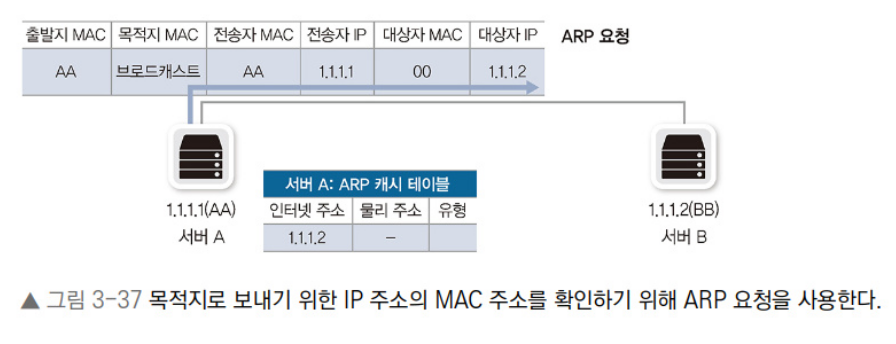 출발지 MAC 목적지 MAC 전송자 MAC 전송자 IP 대상자 MAC 대상자 IP ARP 요청
AA 브로드캐스트 AA 1.1.1.1 00 1.1.1.2
서버 A: ARP 캐시 테이블
1.1.1.1(AA) 인터넷 주소 물리 주소 유형 1.1.1.2(BB)
서버 A 1.1.1.2 – 서버 B
▲ 그림 3-37 목적지로 보내기 위한 IP 주소의 MAC 주소를 확인하기 위해 ARP 요청을 사용한다.